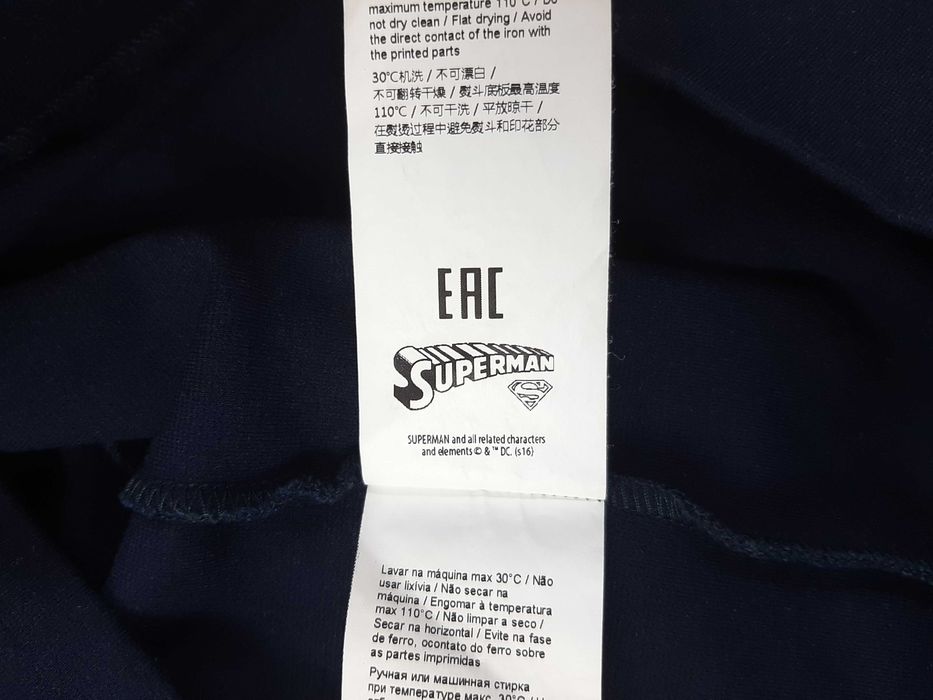 maximum temperature 110°C / Do
not dry clean / Flat drying / Avoid
the direct contact of the iron with
the printed parts
30°C机洗 / 不可漂白 /
不可翻转干燥 / 熨斗底板最高温度
110°C / 不可干洗 / 平放晾干 /
在熨烫过程中避免熨斗和印花部分
直接接触
EAC
SUPERMAN
S
SUPERMAN and all related characters
and elements © & ™ DC. (s16)
Lavar na máquina max 30°C / Não
usar lixívia / Não secar na
máquina / Engomar à temperatura
max 110°C / Não limpar a seco /
Secar na horizontal / Evite na fase
de ferro, ocontato do ferro sobre
as partes imprimidas
Ручная или машинная стирка
при температуре макс. 30°C /